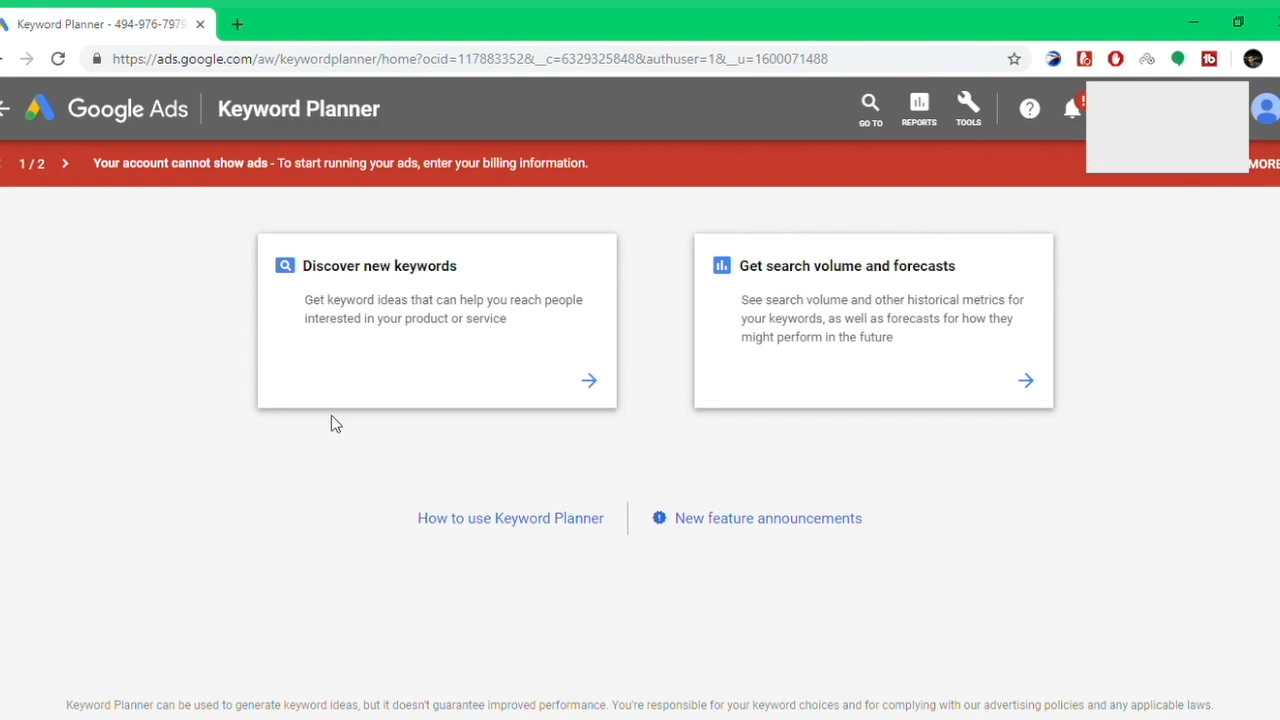 Keyword Planner - 494-976-7979
https://ads.google.com/aw/keywordplanner/home?ocid=117883352&__c=6329325848&authuser=1&__u=1600071488
Google Ads Keyword Planner
GO TO REPORTS TOOLS
1 / 2 Your account cannot show ads - To start running your ads, enter your billing information. MORE
Discover new keywords
Get keyword ideas that can help you reach people
interested in your product or service
Get search volume and forecasts
See search volume and other historical metrics for
your keywords, as well as forecasts for how they
might perform in the future
How to use Keyword Planner
New feature announcements
Keyword Planner can be used to generate keyword ideas, but it doesn't guarantee improved performance. You're responsible for your keyword choices and for complying with our advertising policies and any applicable laws.